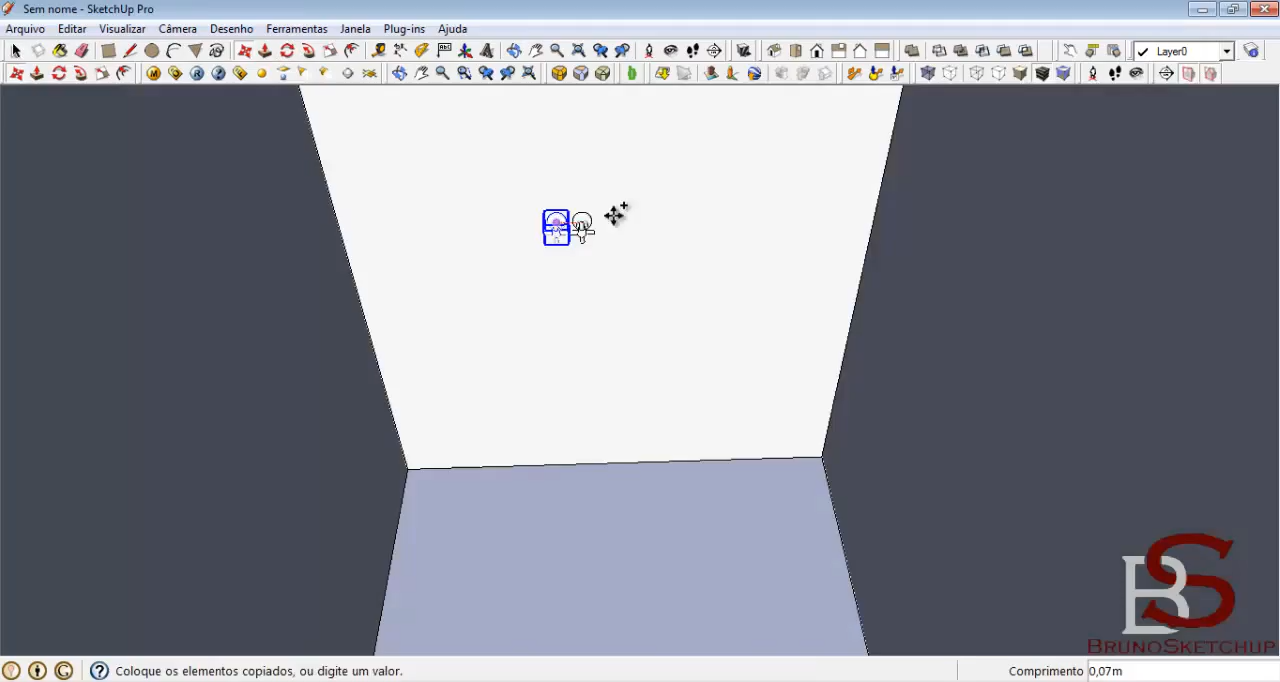 Sem nome - SketchUp Pro
Arquivo Editar Visualizar Câmera Desenho Ferramentas Janela Plug-ins Ajuda
Layer0
BS
BrunoSketchup
Coloque os elementos copiados, ou digite um valor.
Comprimento 0,07m